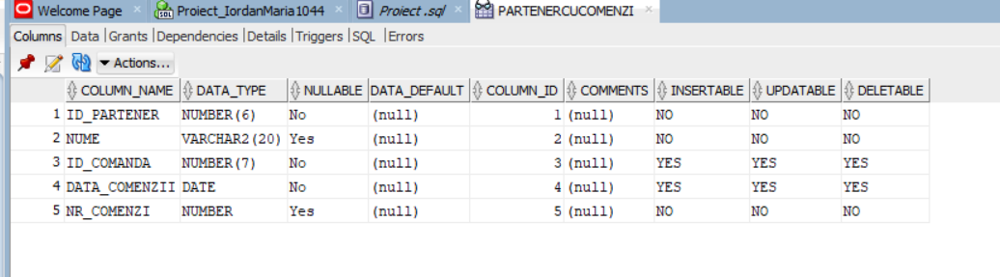 Welcome Page Proiect_IordanMaria1044 Proiect .sql PARTENERCUCOMENZI
Columns Data Grants Dependencies Details Triggers SQL Errors
Actions...
COLUMN_NAME DATA_TYPE NULLABLE DATA_DEFAULT COLUMN_ID COMMENTS INSERTABLE UPDATABLE DELETABLE
1 ID_PARTENER NUMBER(6) No (null) 1 (null) NO NO NO
2 NUME VARCHAR2(20) Yes (null) 2 (null) NO NO NO
3 ID_COMANDA NUMBER(7) No (null) 3 (null) YES YES YES
4 DATA_COMENZII DATE No (null) 4 (null) YES YES YES
5 NR_COMENZI NUMBER Yes (null) 5 (null) NO NO NO